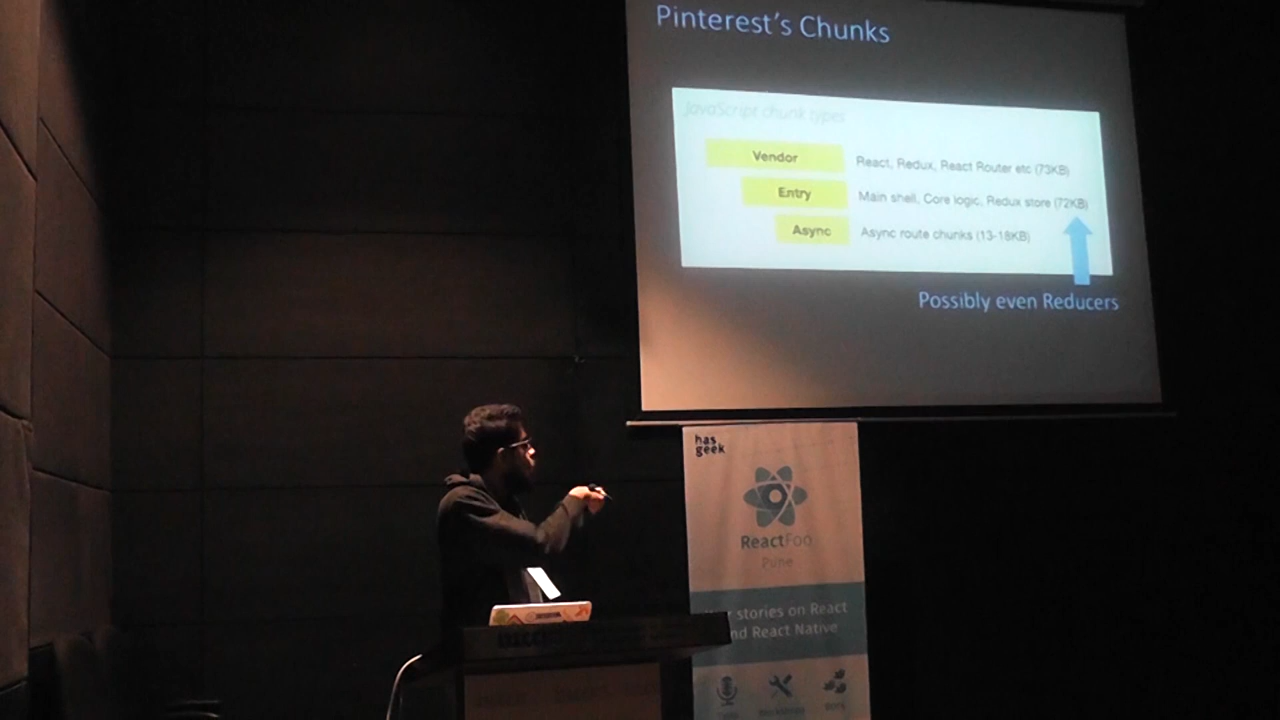 Pinterest's Chunks
JavaScript chunk types
Vendor React, Redux, React Router etc (73KB)
Entry Main shell, Core logic, Redux store (72KB)
Async Async route chunks (13-18KB)
Possibly even Reducers
has
geek
ReactFoo
Pune
stories on React
and React Native